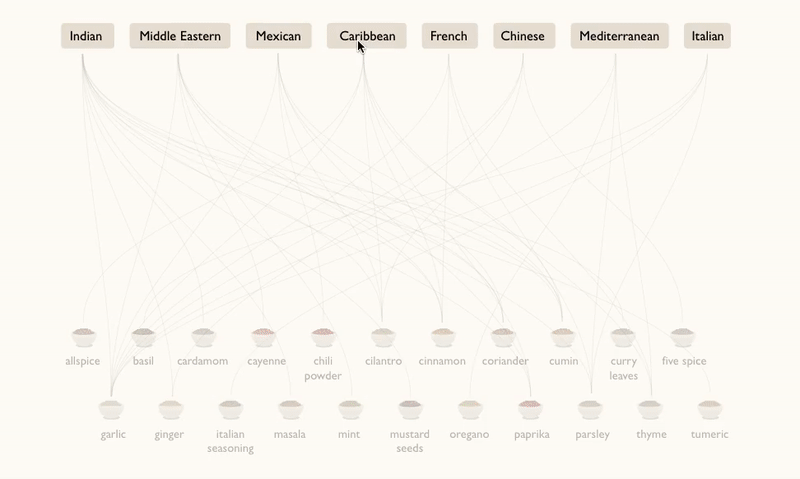 Indian Middle Eastern Mexican Caribbean French Chinese Mediterranean Italian
allspice basil cardamom cayenne chili cilantro cinnamon coriander cumin curry five spice
powder leaves
garlic ginger italian masala mint mustard oregano paprika parsley thyme tumeric
seasoning seeds